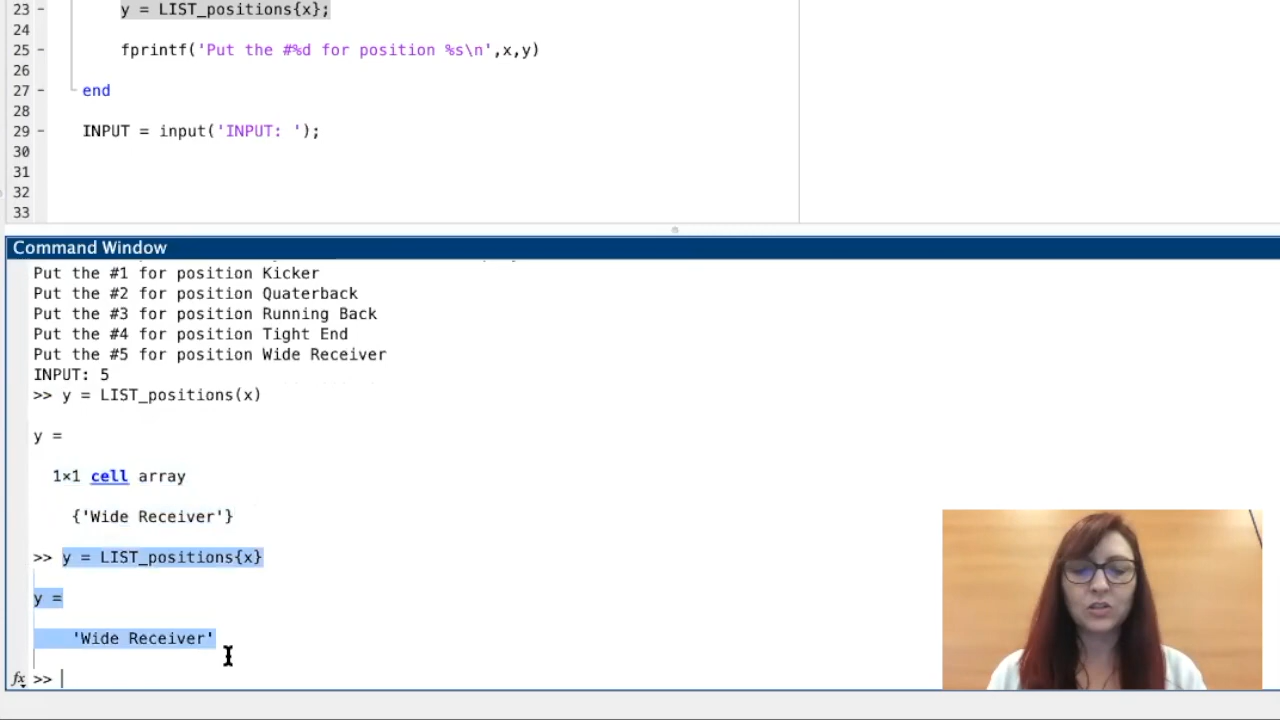 23 - y = LIST_positions{x};
24
25 - fprintf('Put the #%d for position %s\n',x,y)
26
27 - end
28
29 - INPUT = input('INPUT: ');
30
31
32
33
Command Window
Put the #1 for position Kicker
Put the #2 for position Quaterback
Put the #3 for position Running Back
Put the #4 for position Tight End
Put the #5 for position Wide Receiver
INPUT: 5
>> y = LIST_positions(x)
y =
1×1 cell array
{'Wide Receiver'}
>> y = LIST_positions{x}
y =
'Wide Receiver'
fx >>